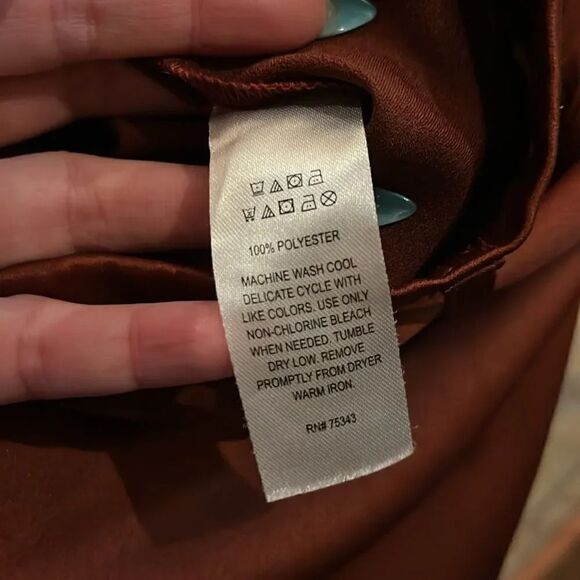 100% POLYESTER
MACHINE WASH COOL
DELICATE CYCLE WITH
LIKE COLORS. USE ONLY
NON-CHLORINE BLEACH
WHEN NEEDED. TUMBLE
DRY LOW. REMOVE
PROMPTLY FROM DRYER
WARM IRON.
RN# 75343